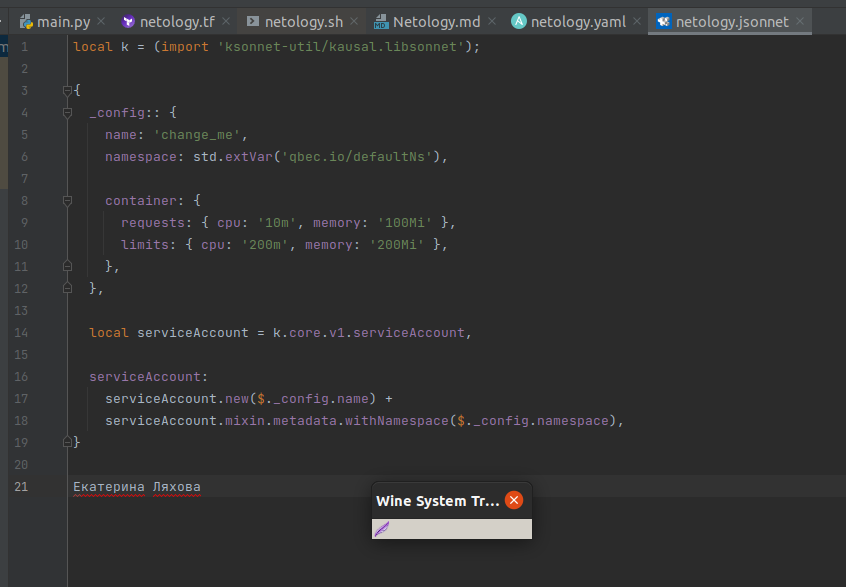 main.py netology.tf netology.sh Netology.md netology.yaml netology.jsonnet
1 local k = (import 'ksonnet-util/kausal.libsonnet');
2
3 {
4 _config:: {
5 name: 'change_me',
6 namespace: std.extVar('qbec.io/defaultNs'),
7
8 container: {
9 requests: { cpu: '10m', memory: '100Mi' },
10 limits: { cpu: '200m', memory: '200Mi' },
11 },
12 },
13
14 local serviceAccount = k.core.v1.serviceAccount,
15
16 serviceAccount:
17 serviceAccount.new($._config.name) +
18 serviceAccount.mixin.metadata.withNamespace($._config.namespace),
19 }
20
21 Екатерина Ляхова
Wine System Tr...